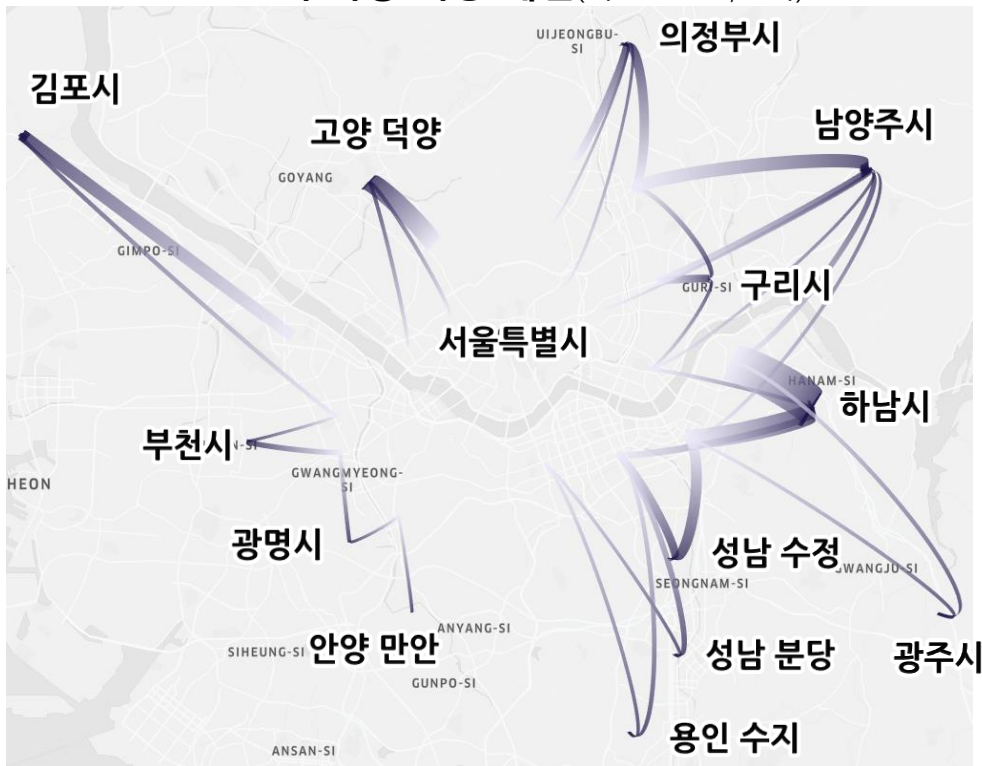 UIJEONGBU-
SI
의정부시
김포시
고양 덕양
남양주시
GOYANG
GIMPO-SI
GURI-SI
구리시
서울특별시
HANAM-SI
하남시
부천시
N-SI
GWANGMYEONG-
SI
HEON
광명시
성남 수정
WANGJU-SI
SEONGNAM-SI
ANYANG-SI
SIHEUNG-SI
안양 만안
성남 분당
광주시
GUNPO-SI
용인 수지
ANSAN-SI